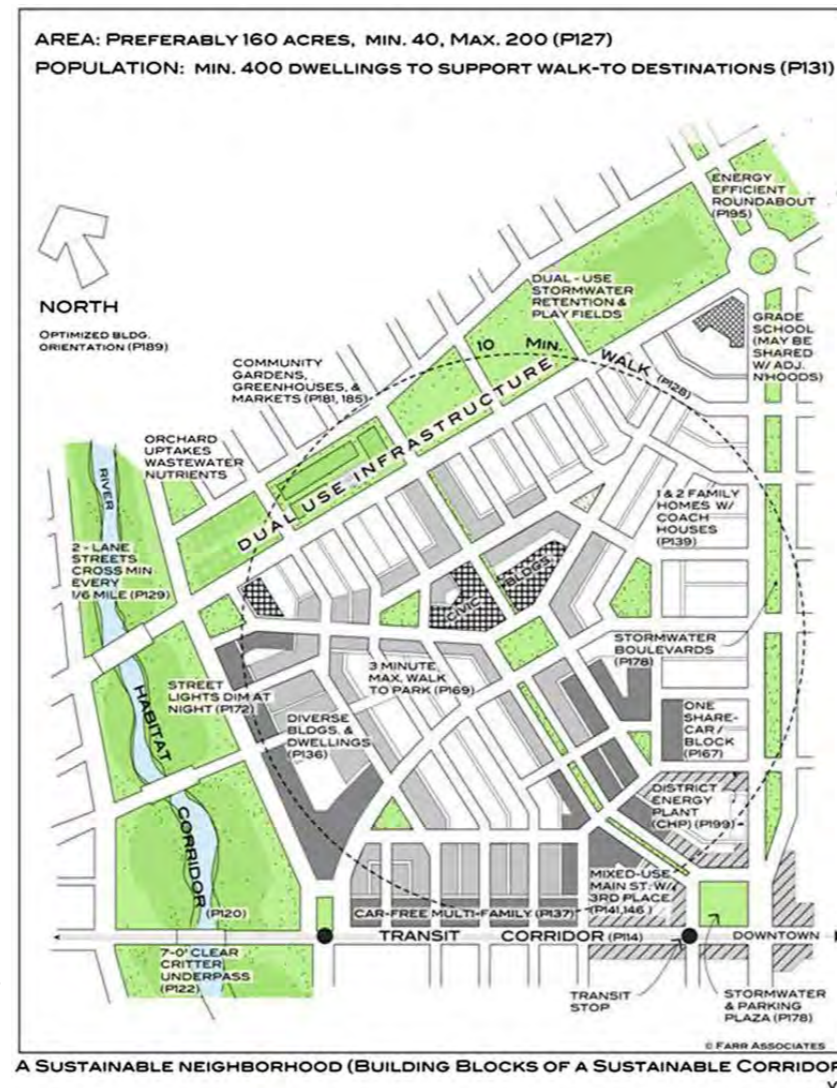 AREA: PREFERABLY 160 ACRES, MIN. 40, MAX. 200 (P127)
POPULATION: MIN. 400 DWELLINGS TO SUPPORT WALK-TO DESTINATIONS (P131)
ENERGY
EFFICIENT
ROUNDABOUT
(P195)
NORTH
OPTIMIZED BLDG.
ORIENTATION (P189)
DUAL-USE
STORMWATER
RETENTION &
PLAY FIELDS
GRADE
SCHOOL
(MAY BE
SHARED
W/ ADJ.
N'HOODS)
10 MIN. WALK (P128)
COMMUNITY
GARDENS,
GREENHOUSES, &
MARKETS (P181, 185)
DUAL USE INFRASTRUCTURE
ORCHARD
UPTAKES
WASTEWATER
NUTRIENTS
RIVER
1 & 2 FAMILY
HOMES W/
COACH
HOUSES
(P139)
2-LANE
STREETS
CROSS MIN
EVERY
1/6 MILE (P129)
CIVIC BLDGS
STORMWATER
BOULEVARDS
(P178)
3 MINUTE
MAX. WALK
TO PARK (P169)
STREET
LIGHTS DIM AT
NIGHT (P172)
HABITAT CORRIDOR
(P120)
DIVERSE
BLDGS. &
DWELLINGS
(P136)
ONE
SHARE-
CAR/
BLOCK
(P167)
DISTRICT
ENERGY
PLANT
(CHP) (P199)
MIXED-USE
MAIN ST. W/
3RD PLACE
(P141,146)
CAR-FREE MULTI-FAMILY (P137)
TRANSIT CORRIDOR (P114)
DOWNTOWN
7-0" CLEAR
CRITTER
UNDERPASS
(P122)
TRANSIT
STOP
STORMWATER
& PARKING
PLAZA (P178)
© FARR ASSOCIATES
A SUSTAINABLE NEIGHBORHOOD (BUILDING BLOCKS OF A SUSTAINABLE CORRIDOR